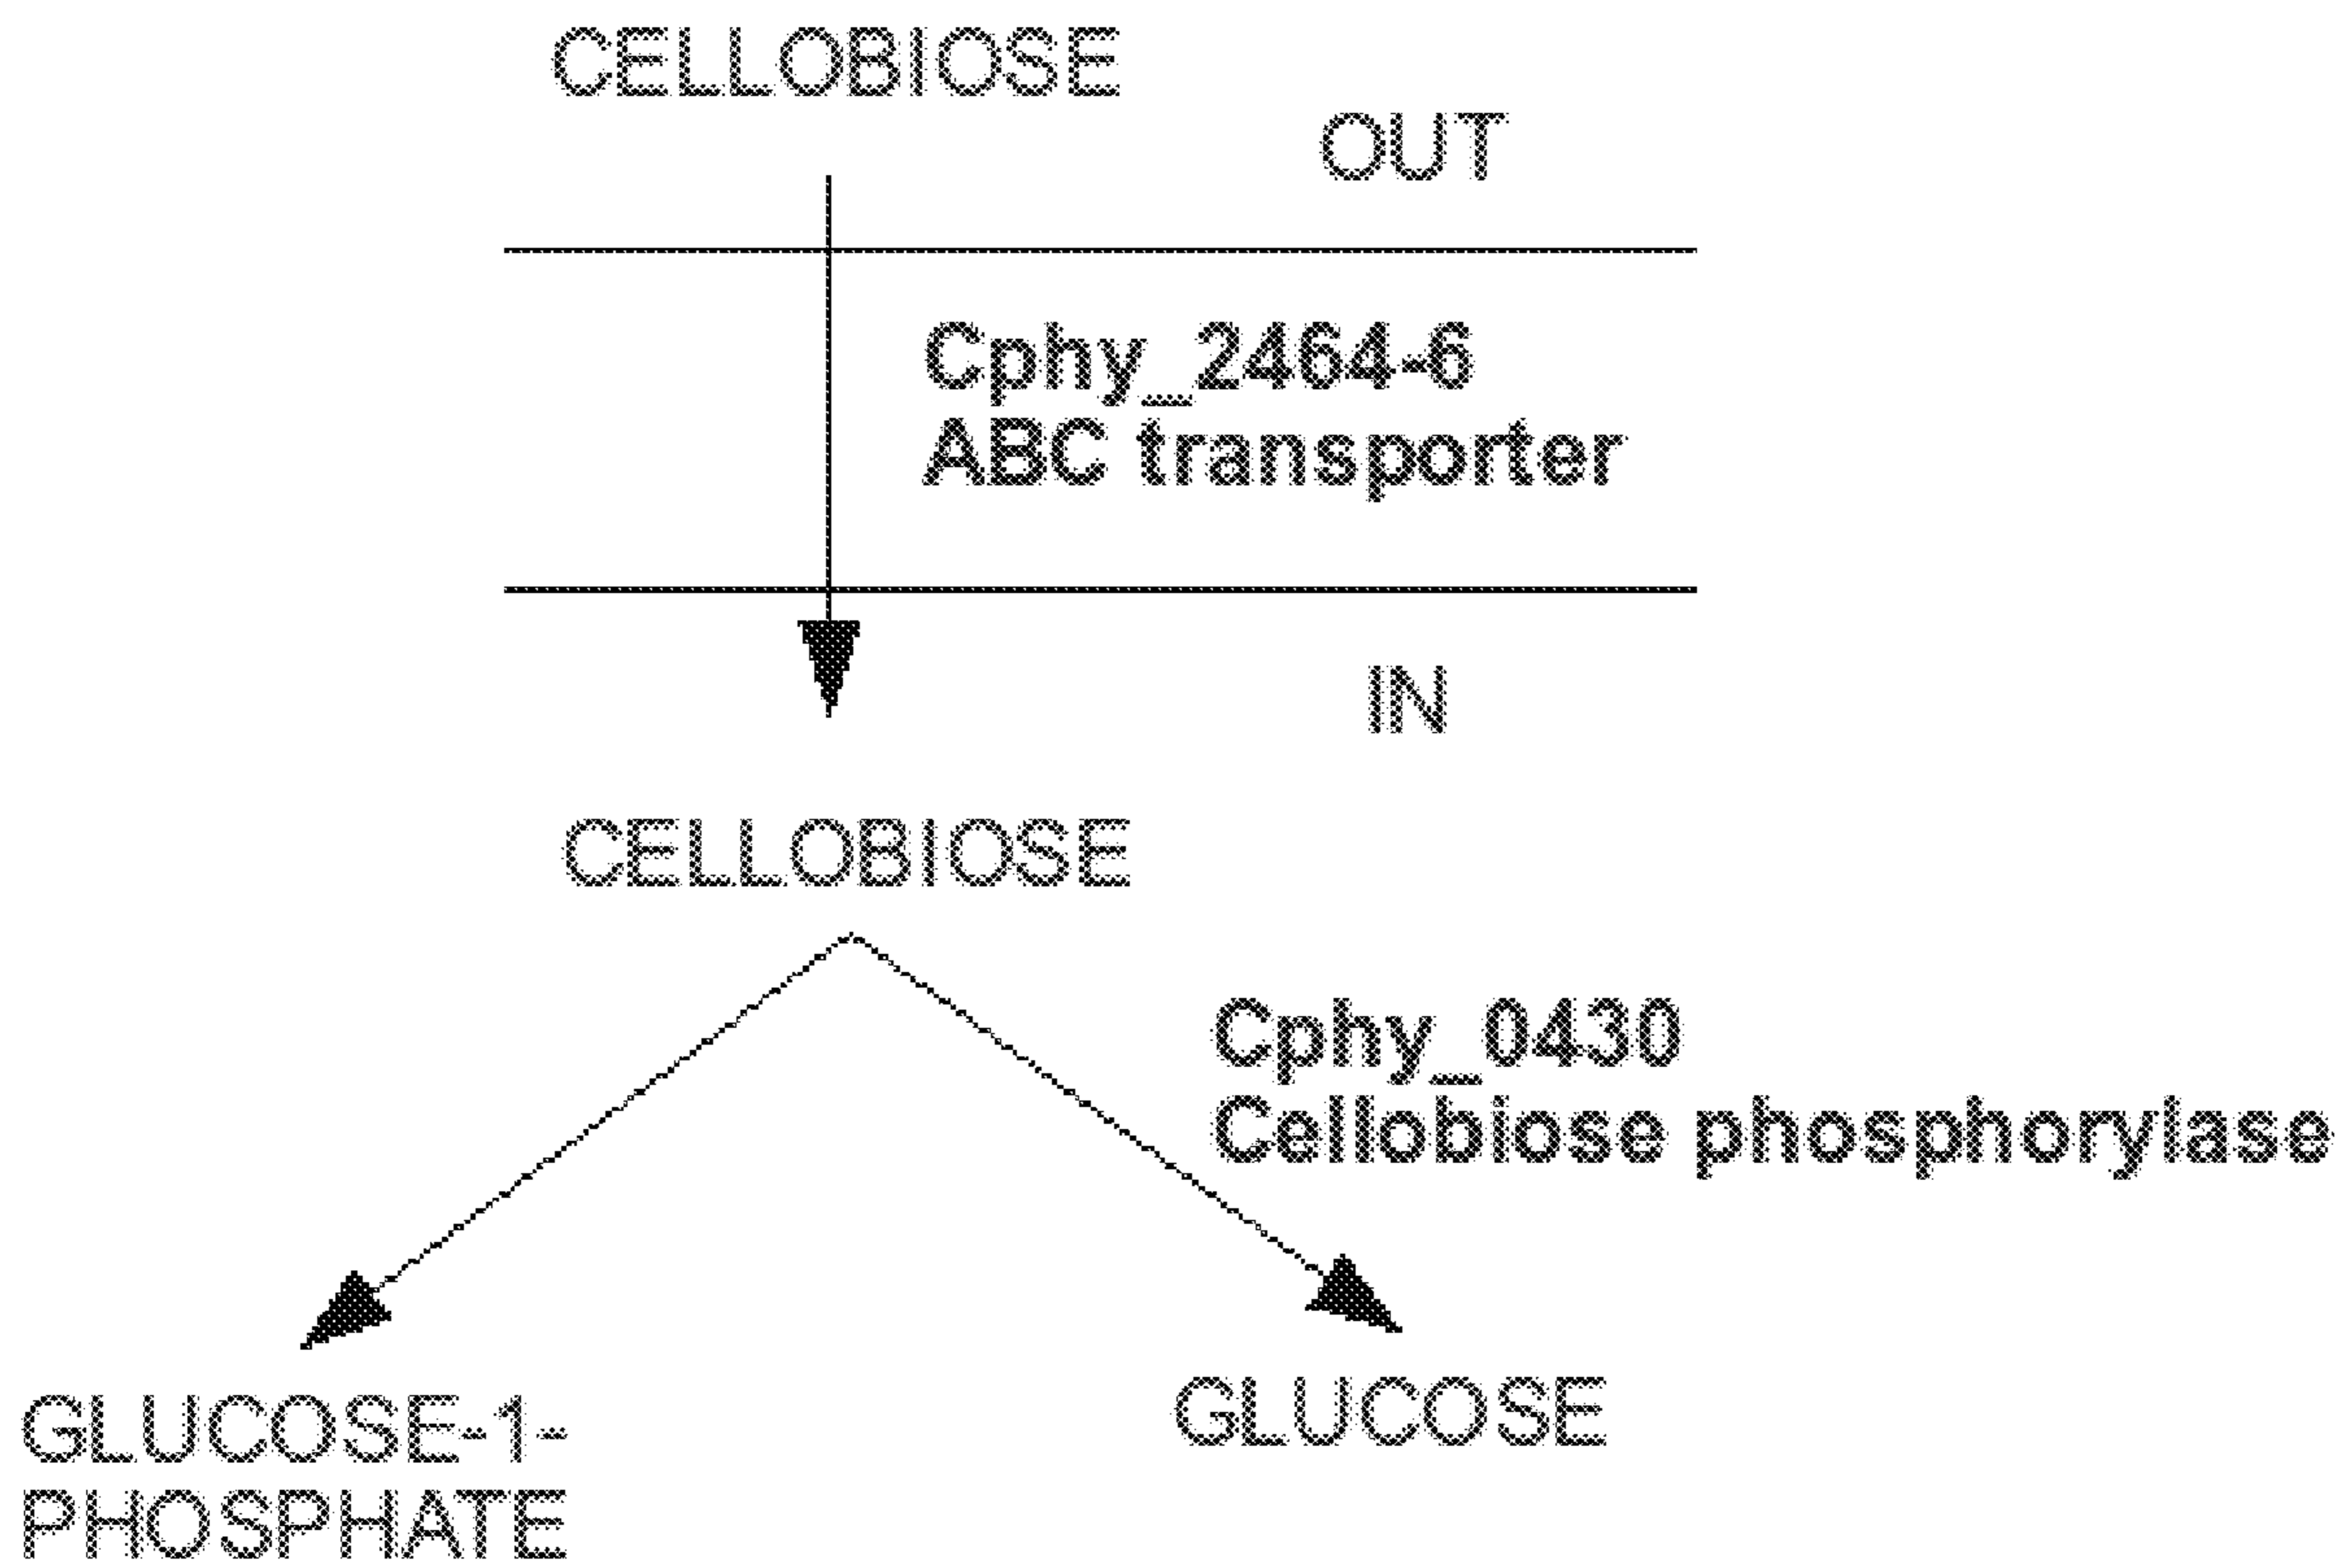 CELLOBIOSE
OUT
Cphy_2464-6
ABC transporter
IN
CELLOBIOSE
Cphy_0430
Cellobiose phosphorylase
GLUCOSE-1-
PHOSPHATE
GLUCOSE